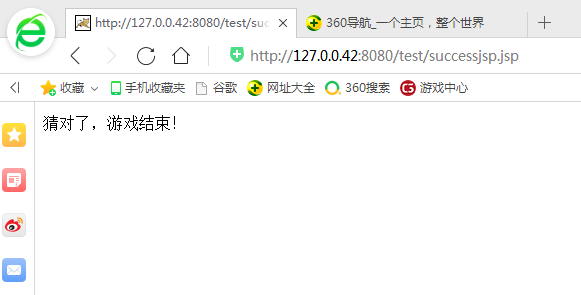 http://127.0.0.42:8080/test/succ
360导航_一个主页，整个世界
http://127.0.0.42:8080/test/successjsp.jsp
收藏 手机收藏夹 谷歌 网址大全 360搜索 游戏中心
猜对了，游戏结束！